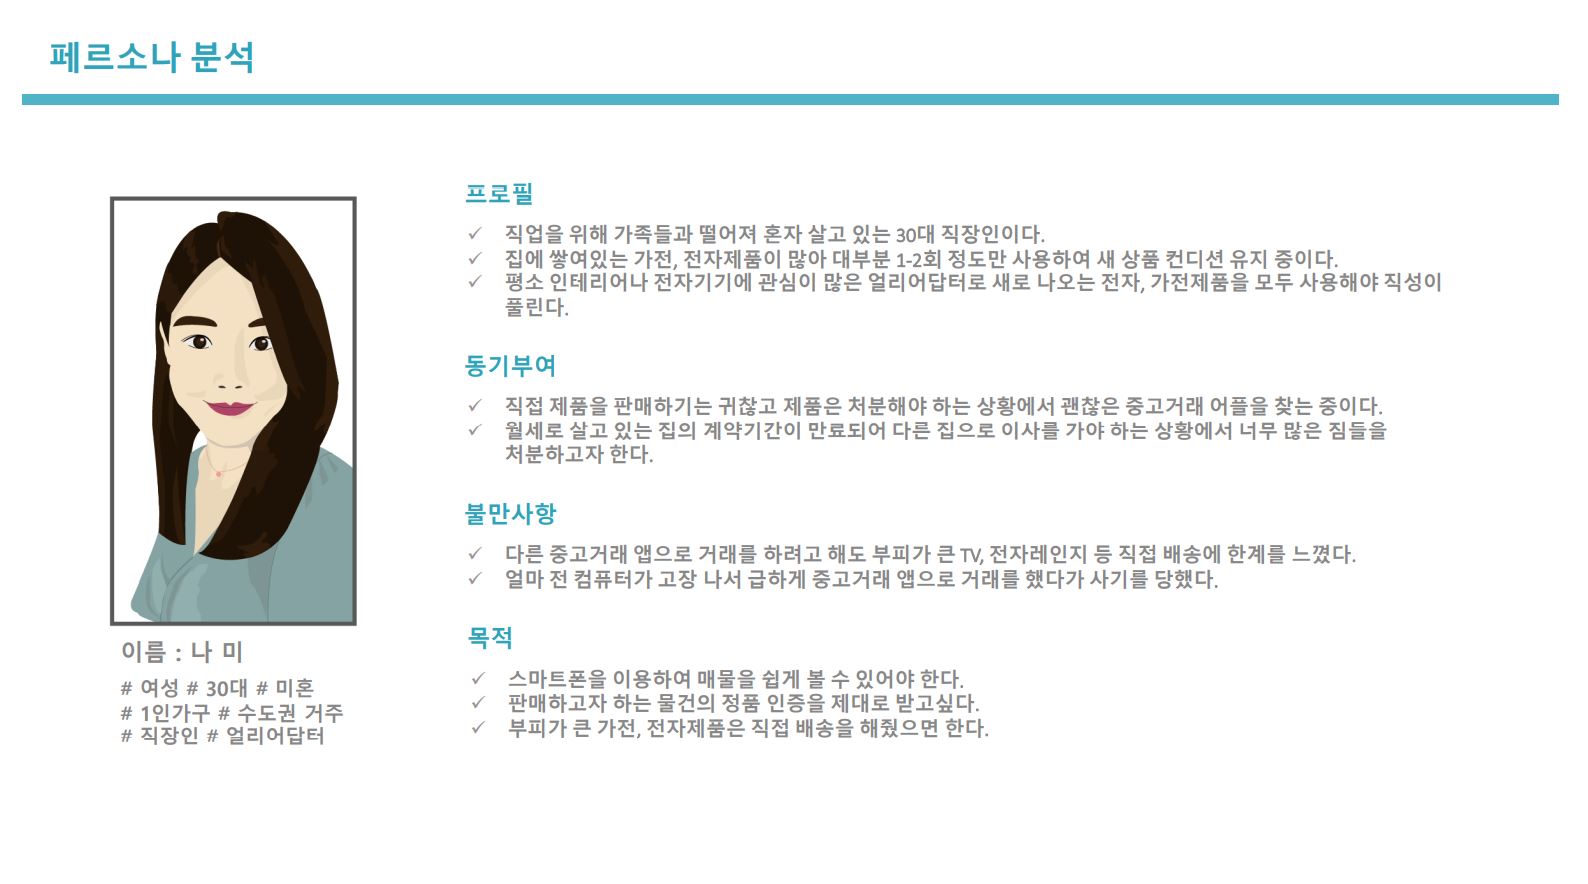 페르소나 분석
이름 : 나 미
# 여성 # 30대 # 미혼
# 1인가구 # 수도권 거주
# 직장인 # 얼리어답터
프로필
✓ 직업을 위해 가족들과 떨어져 혼자 살고 있는 30대 직장인이다.
✓ 집에 쌓여있는 가전, 전자제품이 많아 대부분 1-2회 정도만 사용하여 새 상품 컨디션 유지 중이다.
✓ 평소 인테리어나 전자기기에 관심이 많은 얼리어답터로 새로 나오는 전자, 가전제품을 모두 사용해야 직성이
풀린다.
동기부여
✓ 직접 제품을 판매하기는 귀찮고 제품은 처분해야 하는 상황에서 괜찮은 중고거래 어플을 찾는 중이다.
✓ 월세로 살고 있는 집의 계약기간이 만료되어 다른 집으로 이사를 가야 하는 상황에서 너무 많은 짐들을
처분하고자 한다.
불만사항
✓ 다른 중고거래 앱으로 거래를 하려고 해도 부피가 큰 TV, 전자레인지 등 직접 배송에 한계를 느꼈다.
✓ 얼마 전 컴퓨터가 고장 나서 급하게 중고거래 앱으로 거래를 했다가 사기를 당했다.
목적
✓ 스마트폰을 이용하여 매물을 쉽게 볼 수 있어야 한다.
✓ 판매하고자 하는 물건의 정품 인증을 제대로 받고싶다.
✓ 부피가 큰 가전, 전자제품은 직접 배송을 해줬으면 한다.